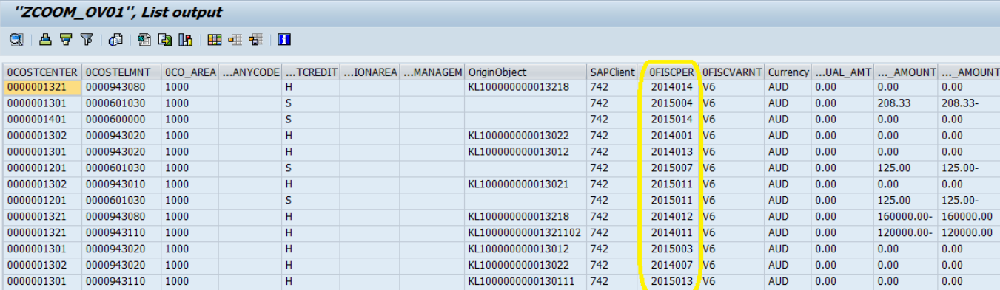 "ZCOOM_OV01", List output
0COSTCENTER 0COSTELMNT 0CO_AREA ...ANYCODE ...TCREDIT ...IONAREA ...MANAGEM OriginObject SAPClient 0FISCPER 0FISCVARNT Currency ...UAL_AMT ..._AMOUNT ..._AMOUNT
0000001321 0000943080 1000 H KL100000000013218 742 2014014 V6 AUD 0.00 0.00 0.00
0000001301 0000601030 1000 S 742 2015004 V6 AUD 0.00 208.33 208.33-
0000001401 0000600000 1000 S 742 2015014 V6 AUD 0.00 0.00 0.00
0000001302 0000943020 1000 H KL100000000013022 742 2014001 V6 AUD 0.00 0.00 0.00
0000001301 0000943020 1000 H KL100000000013012 742 2014013 V6 AUD 0.00 0.00 0.00
0000001201 0000601030 1000 S 742 2015007 V6 AUD 0.00 125.00 125.00-
0000001302 0000943010 1000 H KL100000000013021 742 2015011 V6 AUD 0.00 0.00 0.00
0000001201 0000601030 1000 S 742 2015011 V6 AUD 0.00 125.00 125.00-
0000001321 0000943080 1000 H KL100000000013218 742 2014012 V6 AUD 0.00 160000.00- 160000.00
0000001321 0000943110 1000 H KL10000000001321102 742 2014011 V6 AUD 0.00 120000.00- 120000.00
0000001301 0000943020 1000 H KL100000000013012 742 2015003 V6 AUD 0.00 0.00 0.00
0000001302 0000943020 1000 H KL100000000013022 742 2014007 V6 AUD 0.00 0.00 0.00
0000001301 0000943110 1000 H KL1000000000130111 742 2015013 V6 AUD 0.00 0.00 0.00